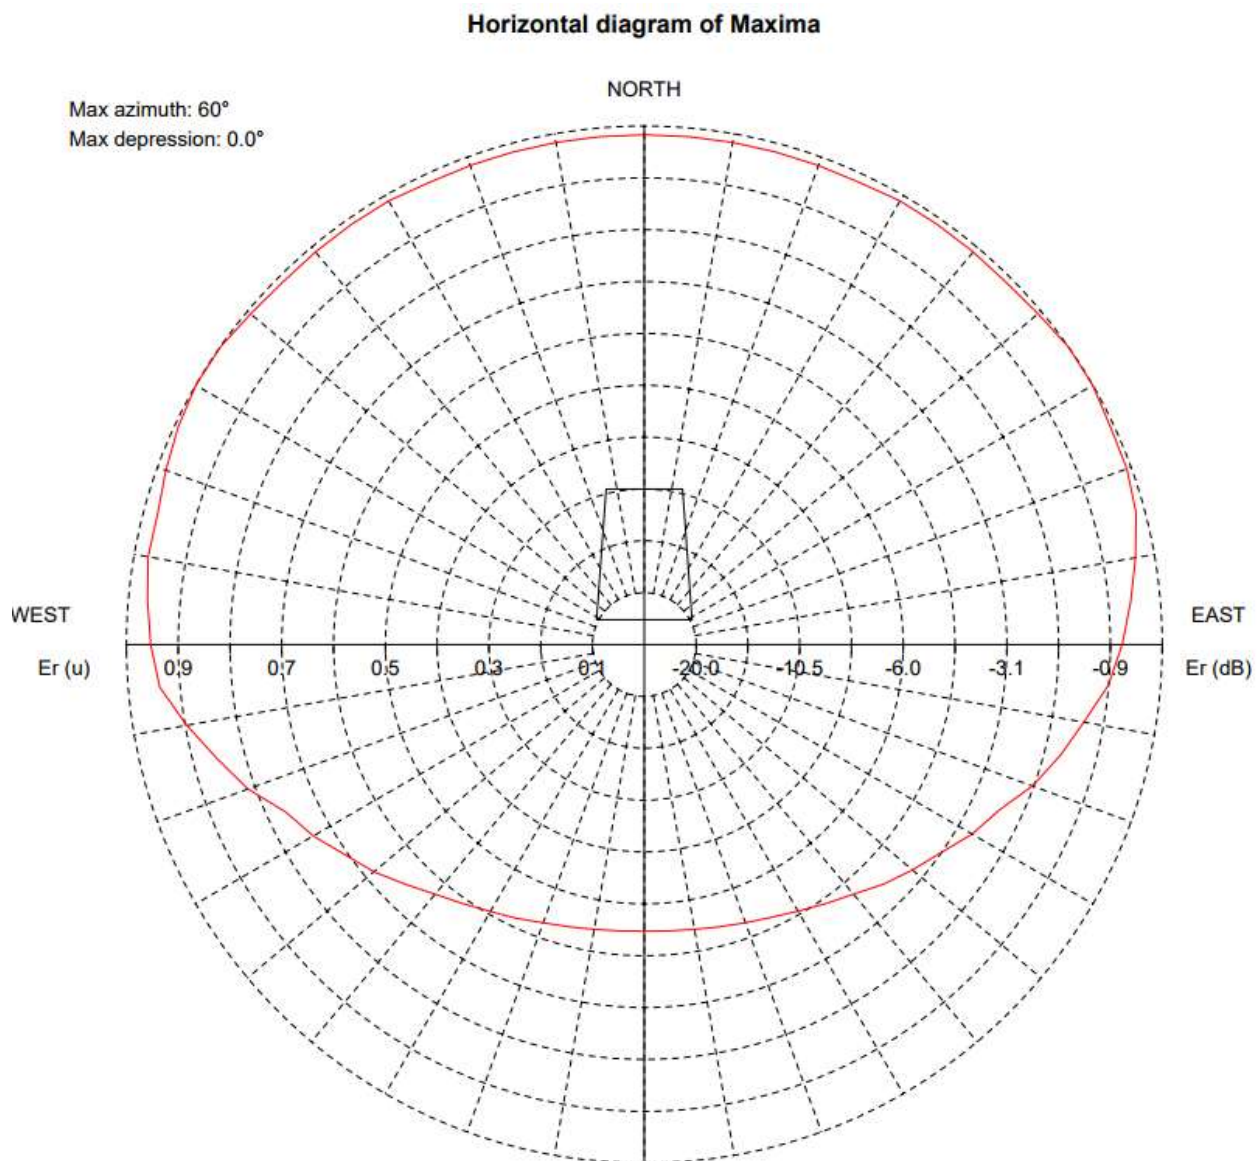 Horizontal diagram of Maxima
NORTH
Max azimuth: 60°
Max depression: 0.0°
WEST
EAST
Er (u) 0.9 0.7 0.5 0.3 0.1 -20.0 -10.5 -6.0 -3.1 -0.9 Er (dB)